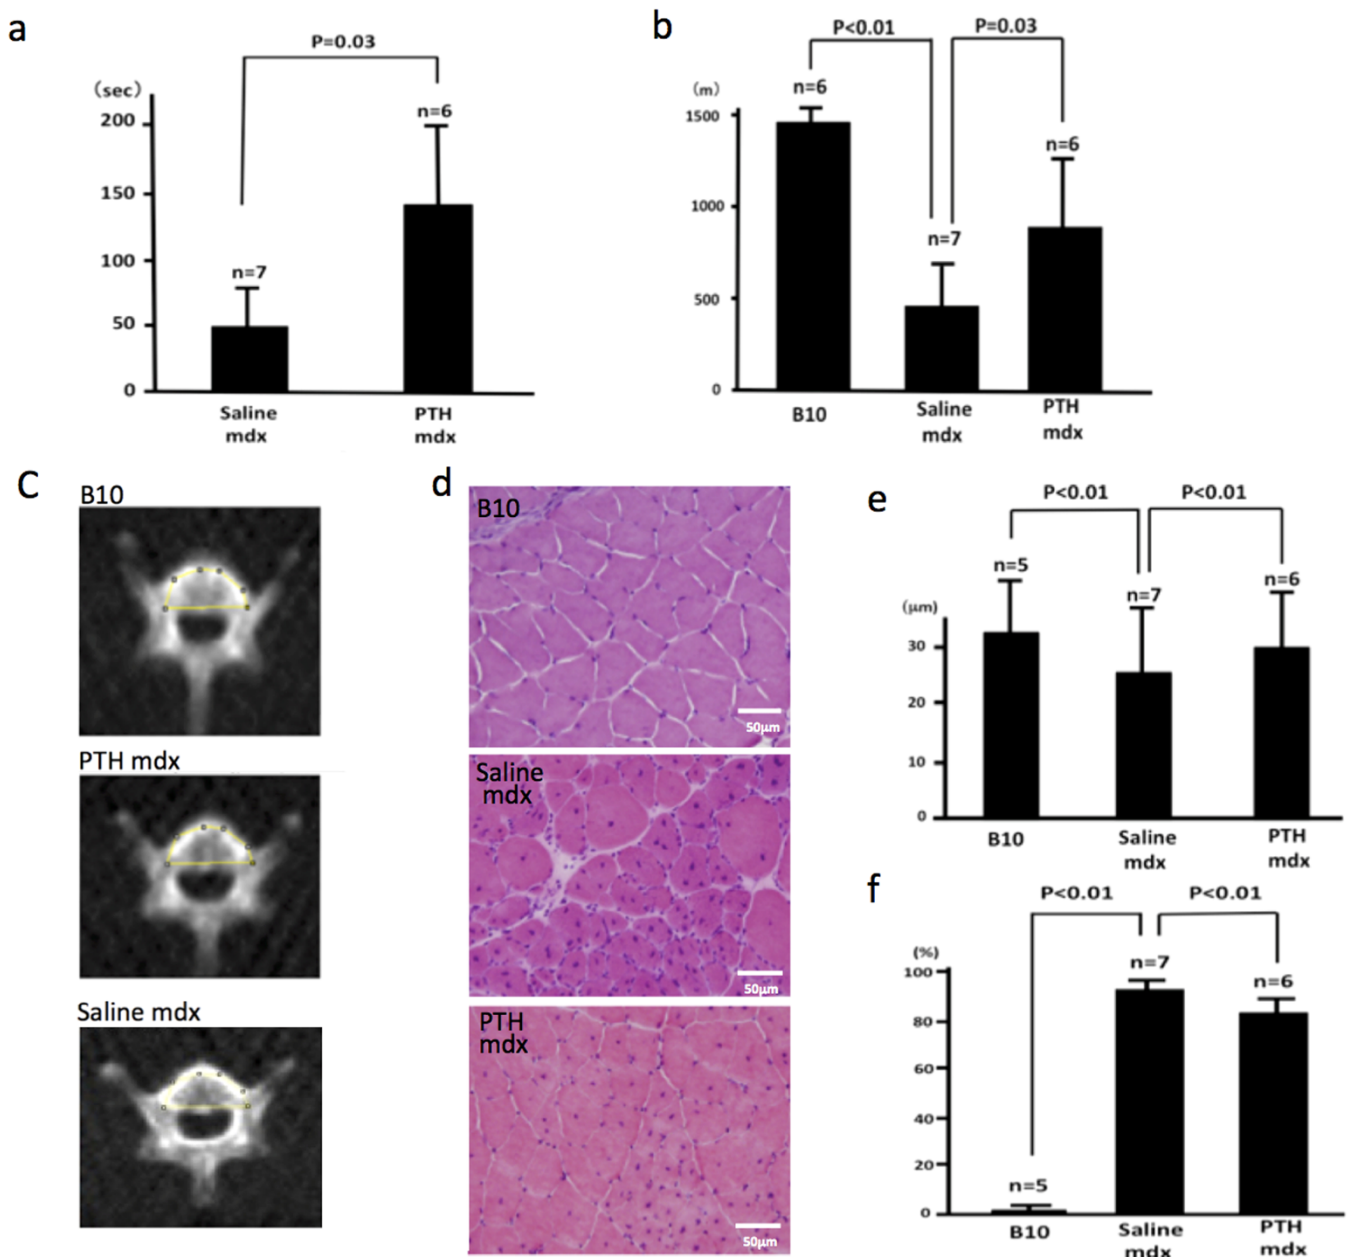 a
P=0.03
(sec)
200
150
100
50
0
n=7
n=6
Saline
mdx
PTH
mdx
b
P<0.01
P=0.03
(m)
1500
1000
500
0
n=6
n=7
n=6
B10
Saline
mdx
PTH
mdx
C
B10
PTH mdx
Saline mdx
d
B10
50μm
Saline
mdx
50μm
PTH
mdx
50μm
e
P<0.01
P<0.01
(μm)
30
20
10
0
n=5
n=7
n=6
B10
Saline
mdx
PTH
mdx
f
P<0.01
P<0.01
(%)
100
80
60
40
20
0
n=5
n=7
n=6
B10
Saline
mdx
PTH
mdx